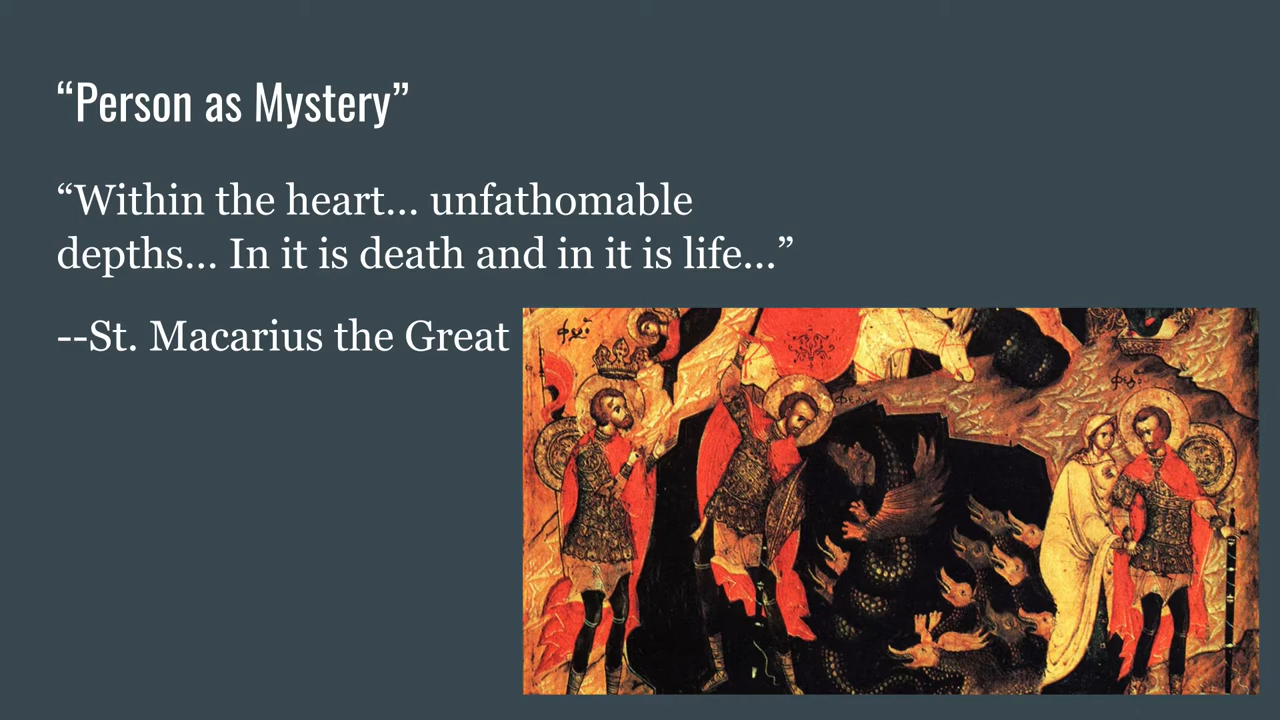 “Person as Mystery”
“Within the heart... unfathomable
depths... In it is death and in it is life...”
--St. Macarius the Great